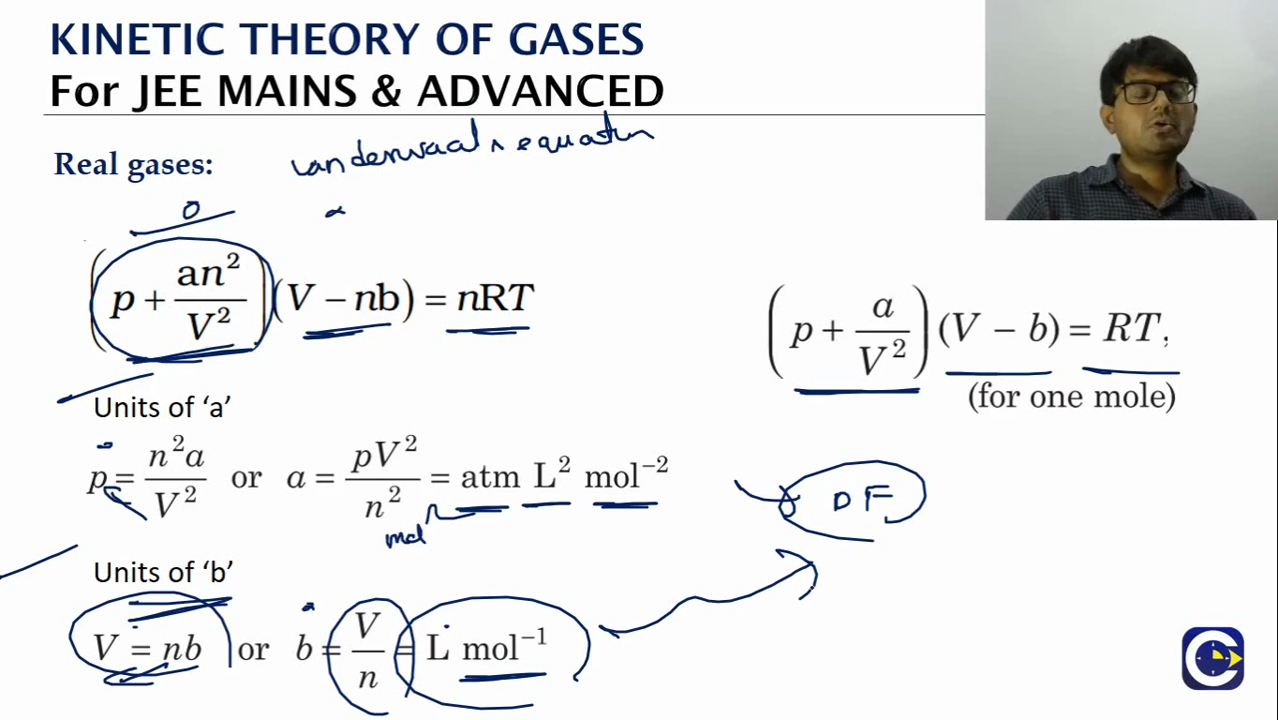 KINETIC THEORY OF GASES
For JEE MAINS & ADVANCED
Real gases:
vanderwaal's equation
(p + an²/V²)(V − nb) = nRT
(p + a/V²)(V − b) = RT,
(for one mole)
Units of 'a'
p = n²a/V² or a = pV²/n² = atm L² mol⁻²
mol
DF
Units of 'b'
V = nb or b = V/n = L mol⁻¹